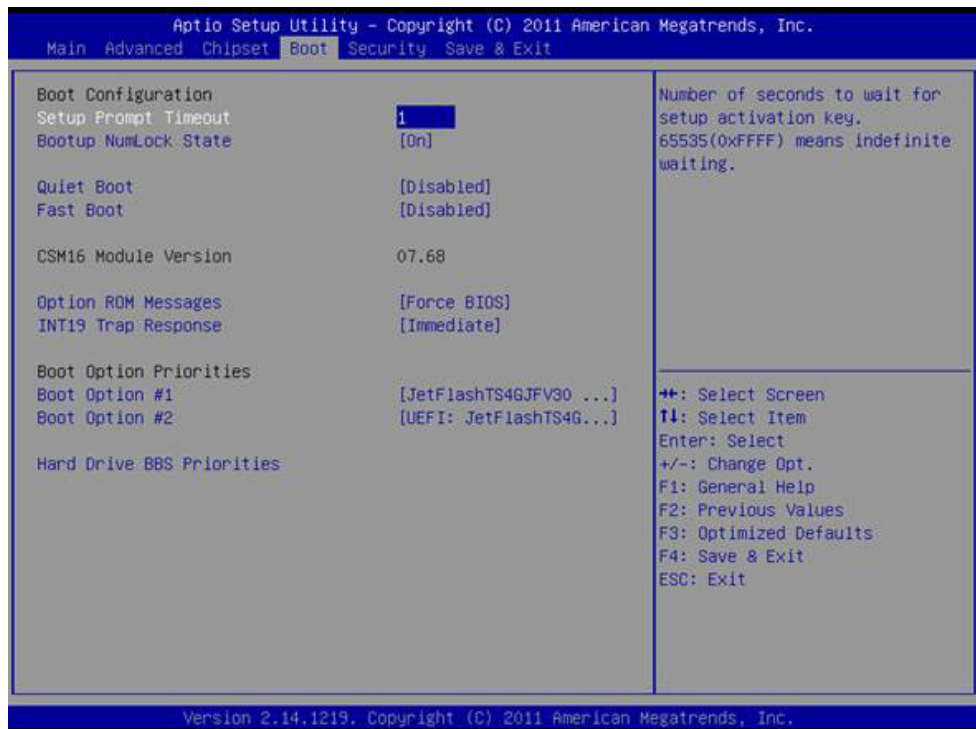 Aptio Setup Utility – Copyright (C) 2011 American Megatrends, Inc.
Main Advanced Chipset Boot Security Save & Exit
Boot Configuration
Setup Prompt Timeout 1
Bootup NumLock State [On]
Quiet Boot [Disabled]
Fast Boot [Disabled]
CSM16 Module Version 07.68
Option ROM Messages [Force BIOS]
INT19 Trap Response [Immediate]
Boot Option Priorities
Boot Option #1 [JetFlashTS4GJFV30 ...]
Boot Option #2 [UEFI: JetFlashTS4G...]
Hard Drive BBS Priorities
Number of seconds to wait for
setup activation key.
65535(0xFFFF) means indefinite
waiting.
→←: Select Screen
↑↓: Select Item
Enter: Select
+/-: Change Opt.
F1: General Help
F2: Previous Values
F3: Optimized Defaults
F4: Save & Exit
ESC: Exit
Version 2.14.1219. Copyright (C) 2011 American Megatrends, Inc.